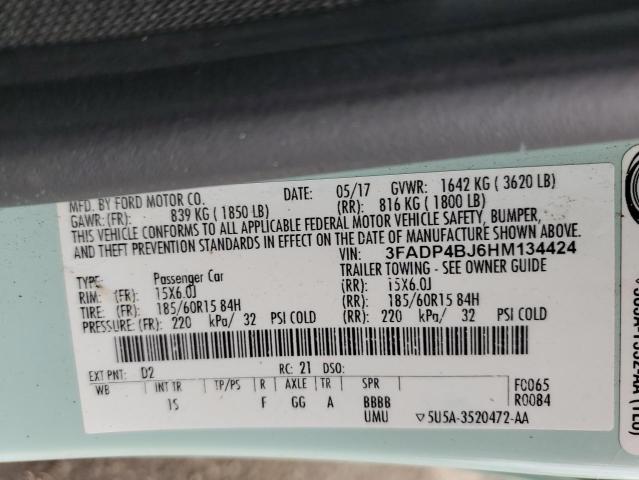 MFD. BY FORD MOTOR CO. DATE: 05/17 GVWR: 1642 KG ( 3620 LB)
GAWR: (FR): 839 KG ( 1850 LB) (RR): 816 KG ( 1800 LB)
THIS VEHICLE CONFORMS TO ALL APPLICABLE FEDERAL MOTOR VEHICLE SAFETY, BUMPER,
AND THEFT PREVENTION STANDARDS IN EFFECT ON THE DATE OF MANUFACTURE SHOWN ABOVE.
VIN: 3FADP4BJ6HM134424
TYPE: Passenger Car TRAILER TOWING - SEE OWNER GUIDE
RIM: (FR): 15X6.0J (RR): 15X6.0J
TIRE: (FR): 185/60R15 84H (RR): 185/60R15 84H
PRESSURE: (FR): 220 kPa/ 32 PSI COLD (RR): 220 kPa/ 32 PSI COLD
EXT PNT: D2 RC: 21 DSO:
WB INT TR TP/PS R AXLE TR SPR F0065
IS F GG A BBBB R0084
UMU ▽5U5A-3520472-AA